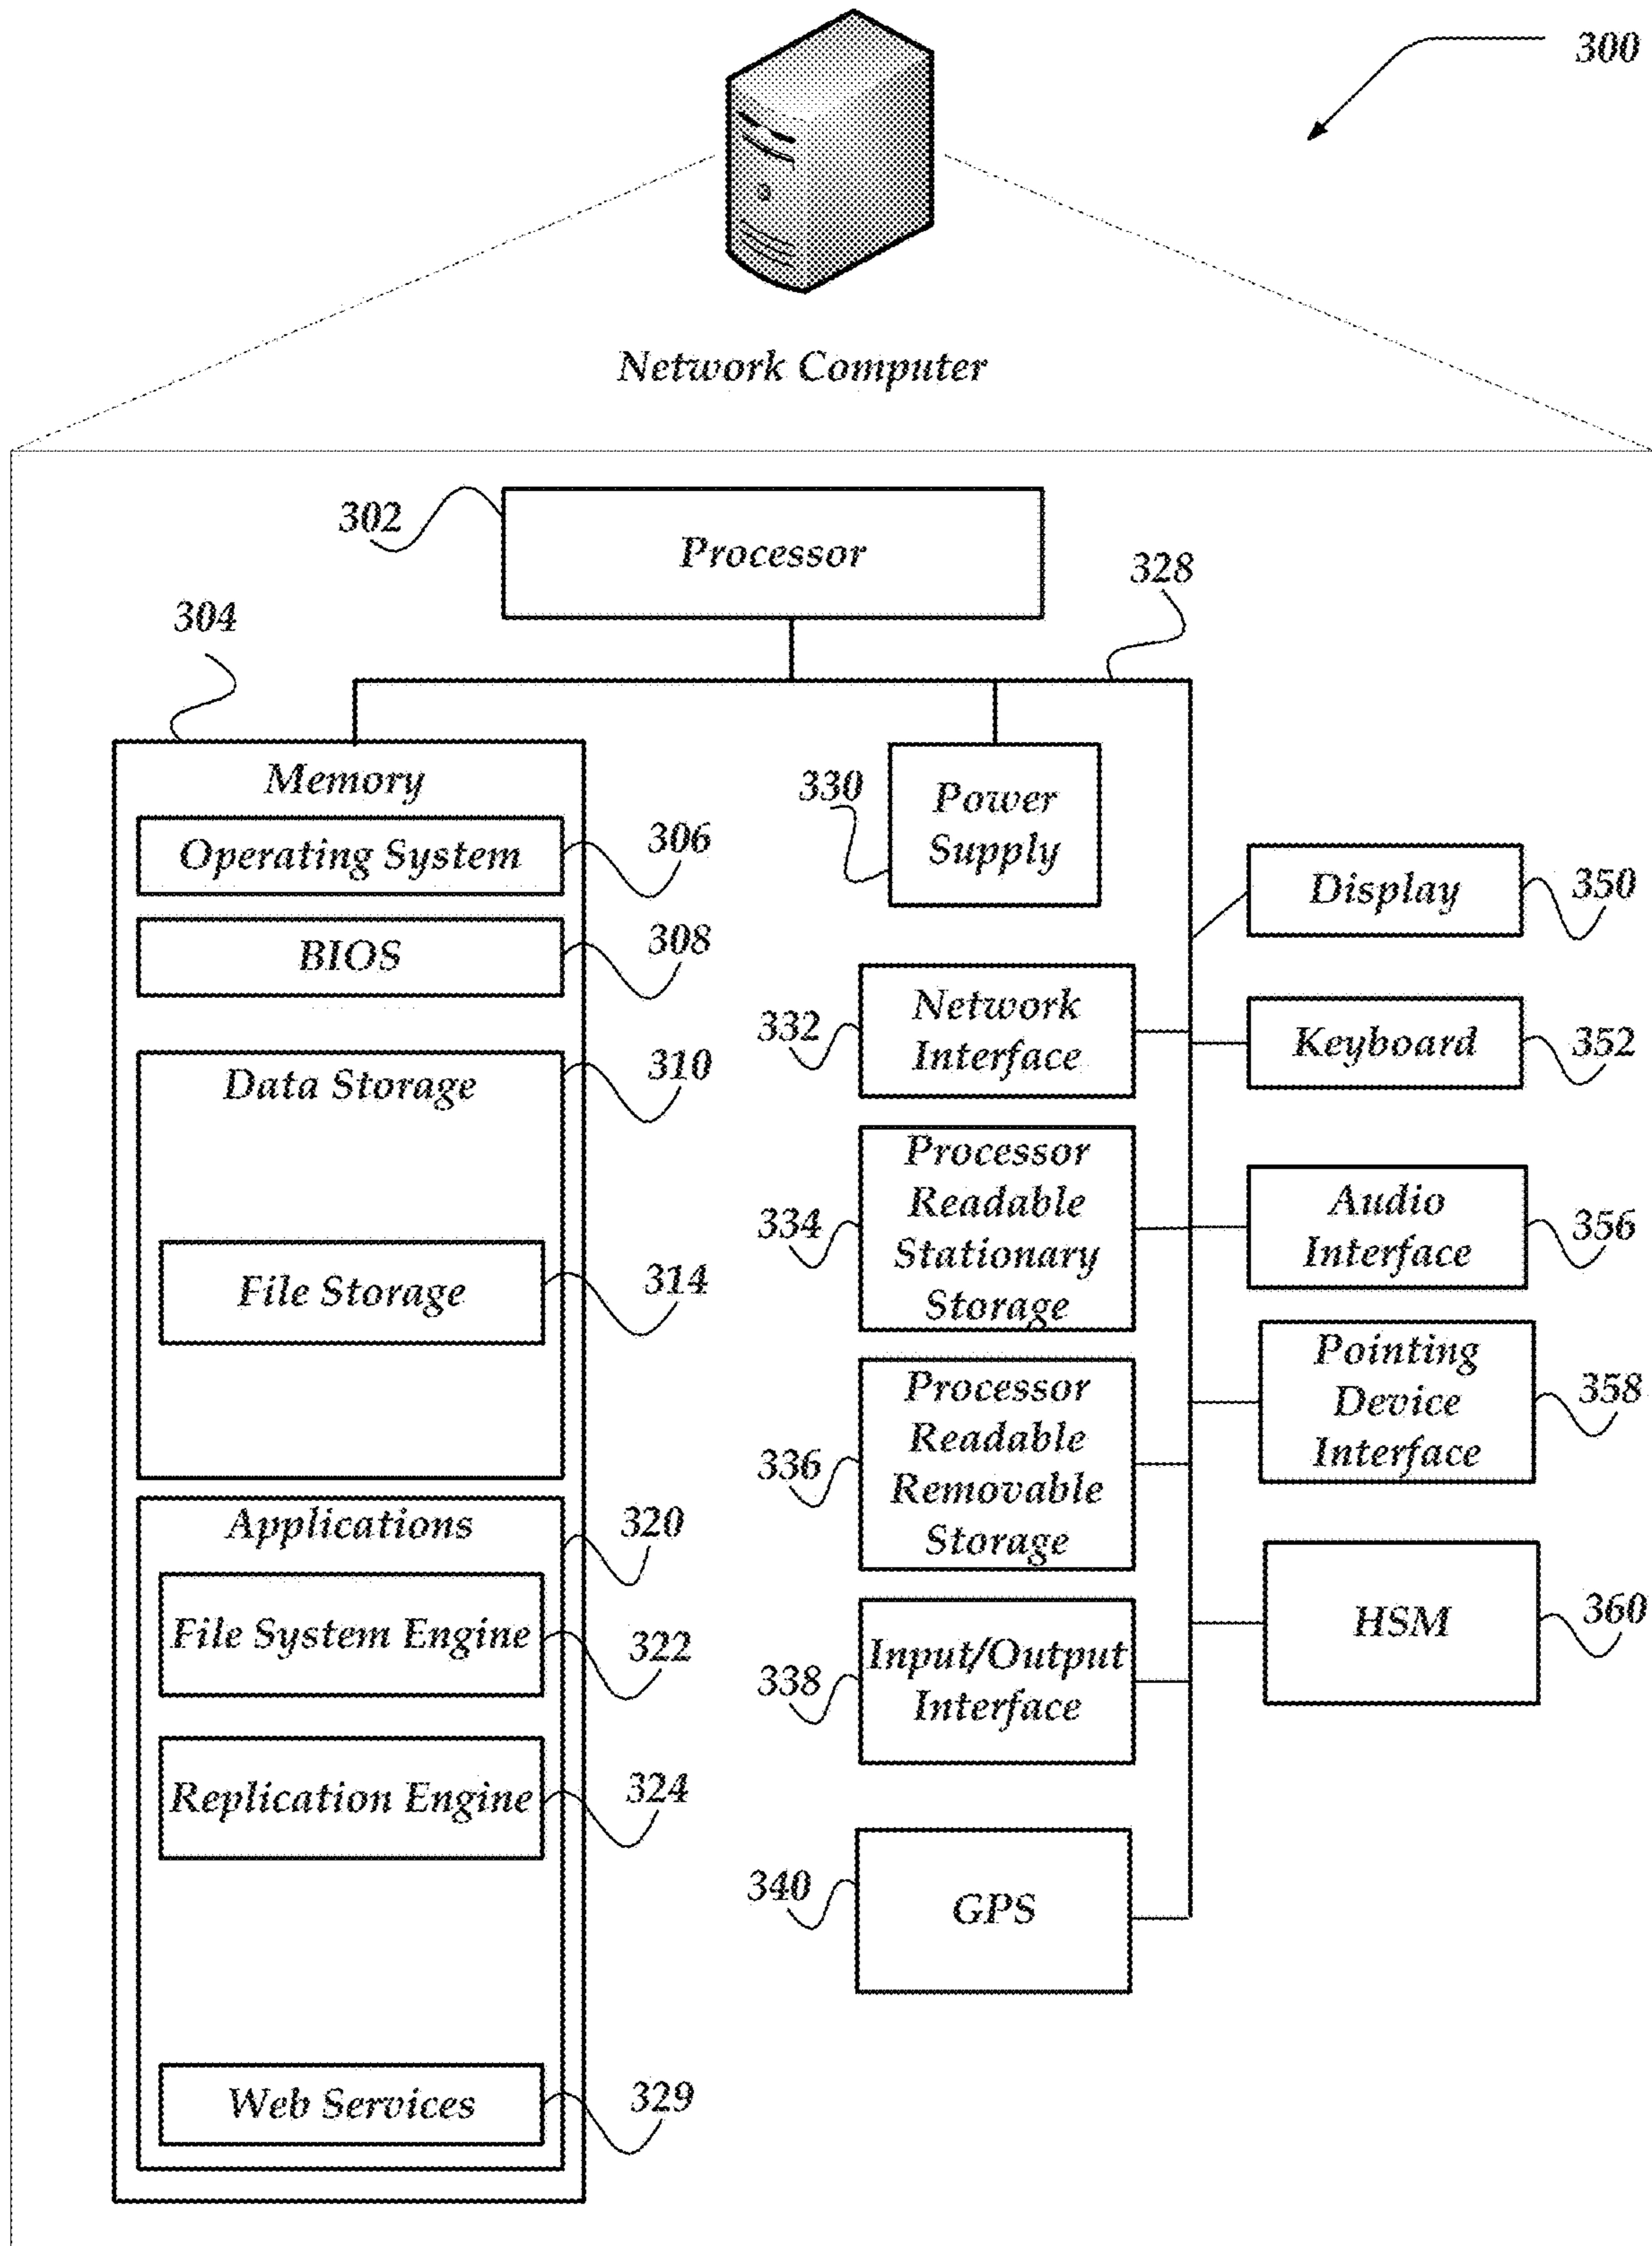 300
Network Computer
302
Processor
328
304
Memory
Operating System
306
BIOS
308
Data Storage
310
File Storage
314
Applications
320
File System Engine
322
Replication Engine
324
Web Services
329
330
Power
Supply
332
Network
Interface
334
Processor
Readable
Stationary
Storage
336
Processor
Readable
Removable
Storage
338
Input/Output
Interface
340
GPS
Display
350
Keyboard
352
Audio
Interface
356
Pointing
Device
Interface
358
HSM
360